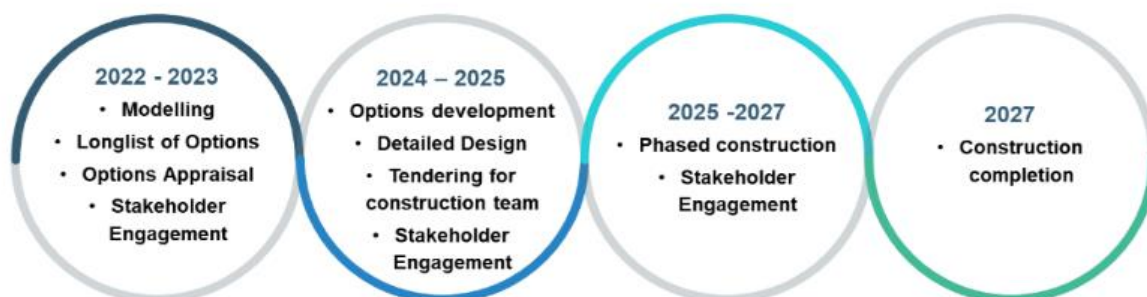 2022 - 2023
• Modelling
• Longlist of Options
• Options Appraisal
• Stakeholder
Engagement
2024 – 2025
• Options development
• Detailed Design
• Tendering for
construction team
• Stakeholder
Engagement
2025 -2027
• Phased construction
• Stakeholder
Engagement
2027
• Construction
completion